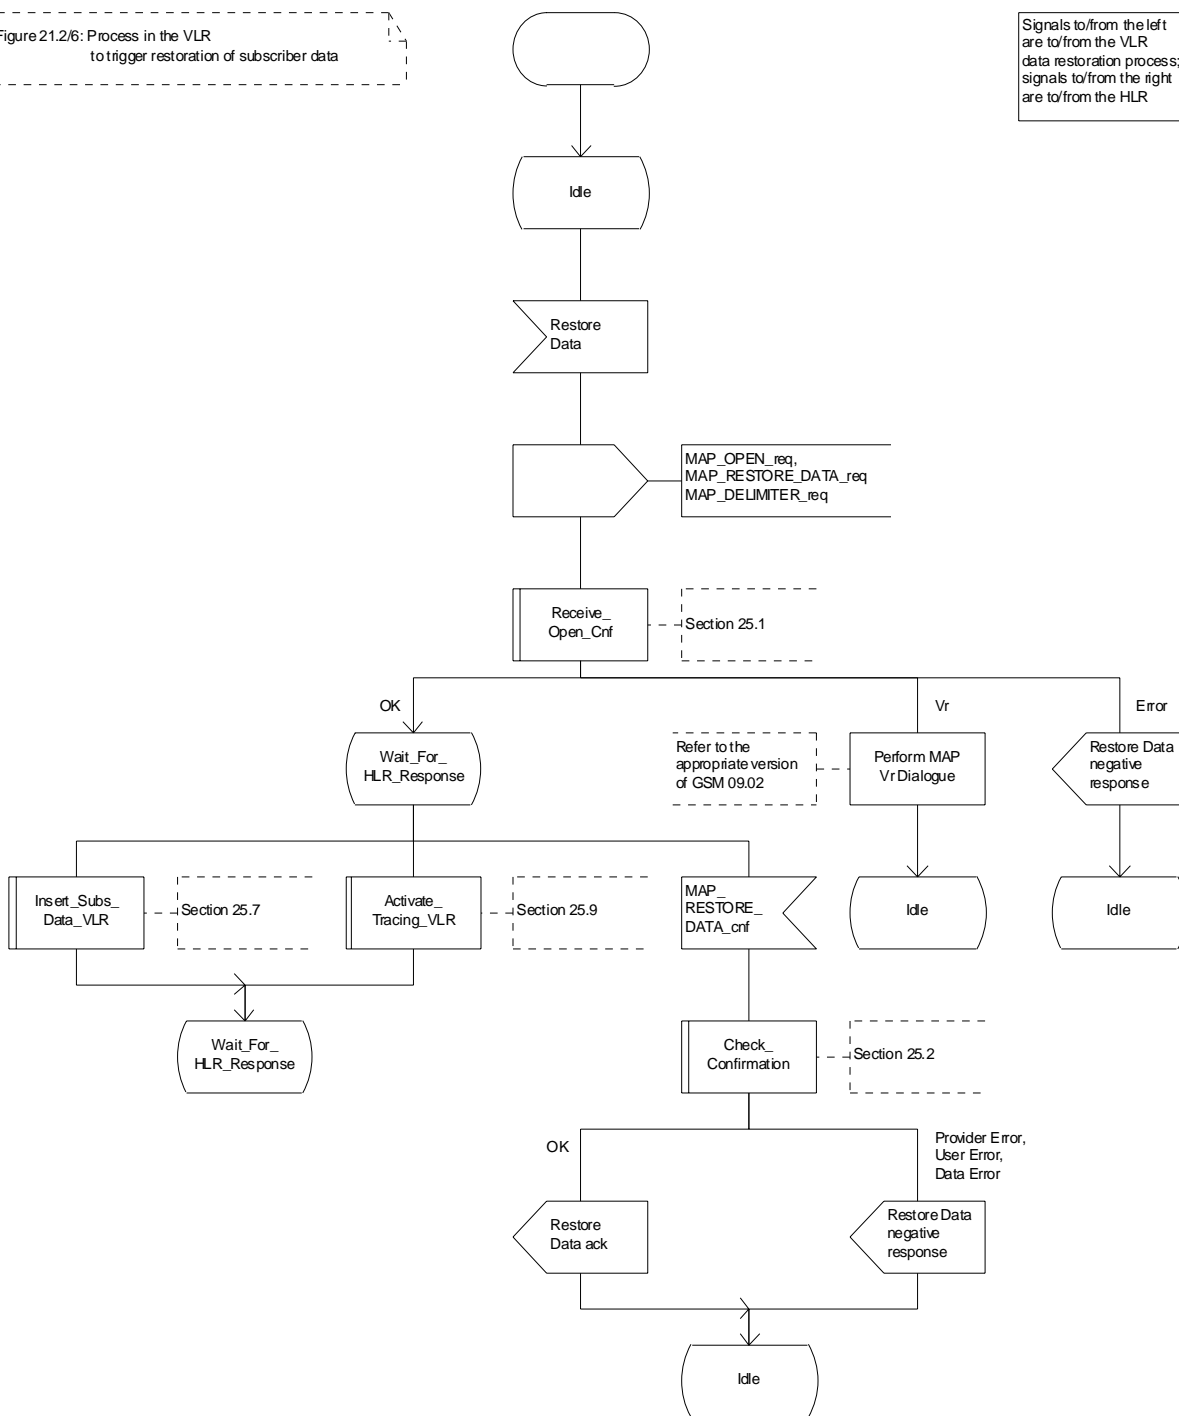 Figure 21.2/6: Process in the VLR
to trigger restoration of subscriber data
Signals to/from the left
are to/from the VLR
data restoration process;
signals to/from the right
are to/from the HLR
Idle
Restore
Data
MAP_OPEN_req,
MAP_RESTORE_DATA_req
MAP_DELIMITER_req
Receive_
Open_Cnf
Section 25.1
OK
Vr
Error
Wait_For_
HLR_Response
Refer to the
appropriate version
of GSM 09.02
Perform MAP
Vr Dialogue
Restore Data
negative
response
Insert_Subs_
Data_VLR
Section 25.7
Activate_
Tracing_VLR
Section 25.9
MAP_
RESTORE_
DATA_cnf
Idle
Idle
Wait_For_
HLR_Response
Check_
Confirmation
Section 25.2
OK
Provider Error,
User Error,
Data Error
Restore
Data ack
Restore Data
negative
response
Idle